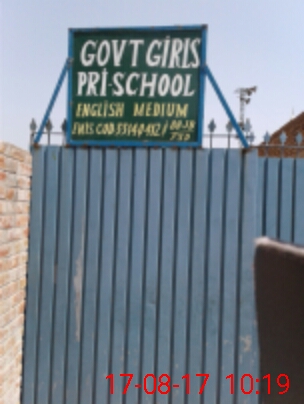 GOVT GIRLS
PRI-SCHOOL
ENGLISH MEDIUM
17-08-17 10:19